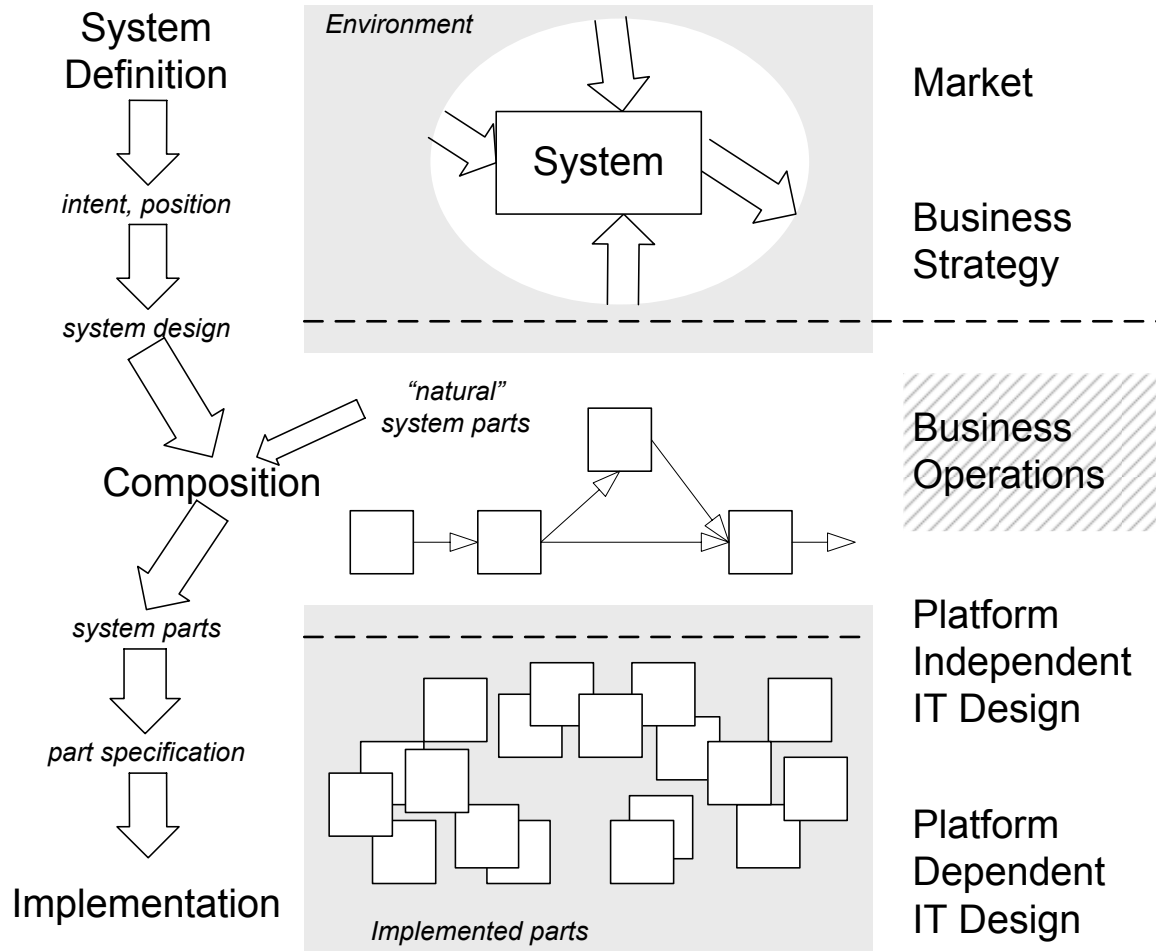 System
Definition
intent, position
system design
Composition
system parts
part specification
Implementation
Environment
System
“natural”
system parts
Implemented parts
Market
Business
Strategy
Business
Operations
Platform
Independent
IT Design
Platform
Dependent
IT Design